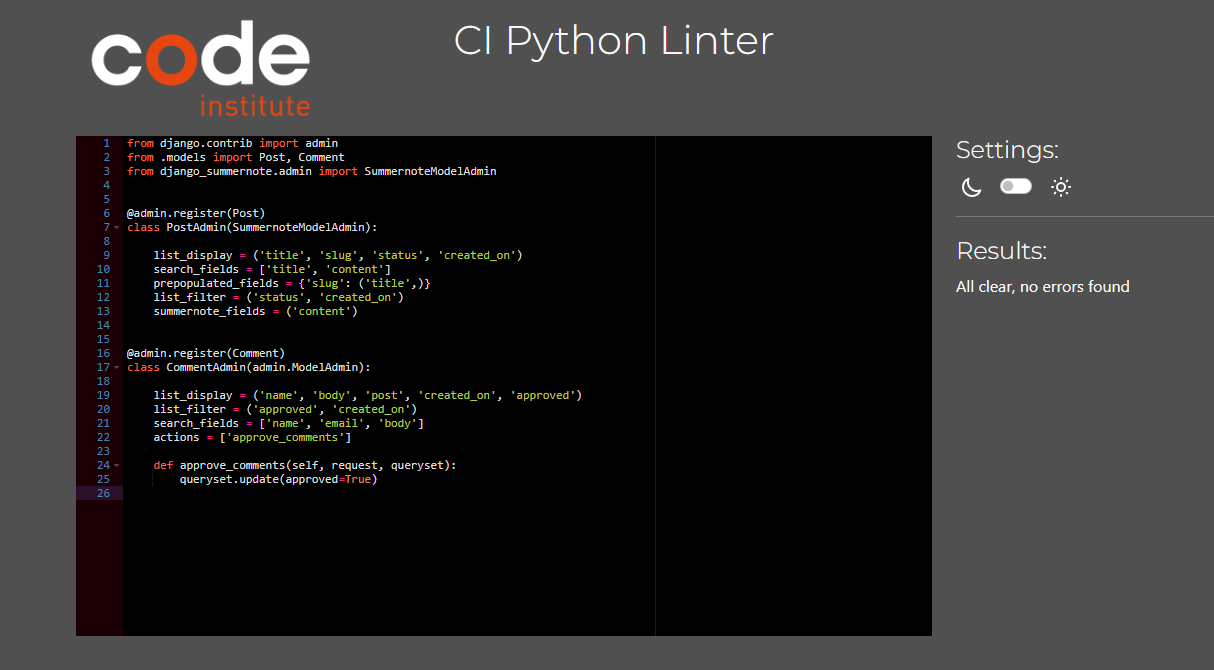 code
institute
CI Python Linter
1 from django.contrib import admin
2 from .models import Post, Comment
3 from django_summernote.admin import SummernoteModelAdmin
4
5
6 @admin.register(Post)
7 class PostAdmin(SummernoteModelAdmin):
8
9     list_display = ('title', 'slug', 'status', 'created_on')
10     search_fields = ['title', 'content']
11     prepopulated_fields = {'slug': ('title',)}
12     list_filter = ('status', 'created_on')
13     summernote_fields = ('content')
14
15
16 @admin.register(Comment)
17 class CommentAdmin(admin.ModelAdmin):
18
19     list_display = ('name', 'body', 'post', 'created_on', 'approved')
20     list_filter = ('approved', 'created_on')
21     search_fields = ['name', 'email', 'body']
22     actions = ['approve_comments']
23
24     def approve_comments(self, request, queryset):
25         queryset.update(approved=True)
26
Settings:
Results:
All clear, no errors found